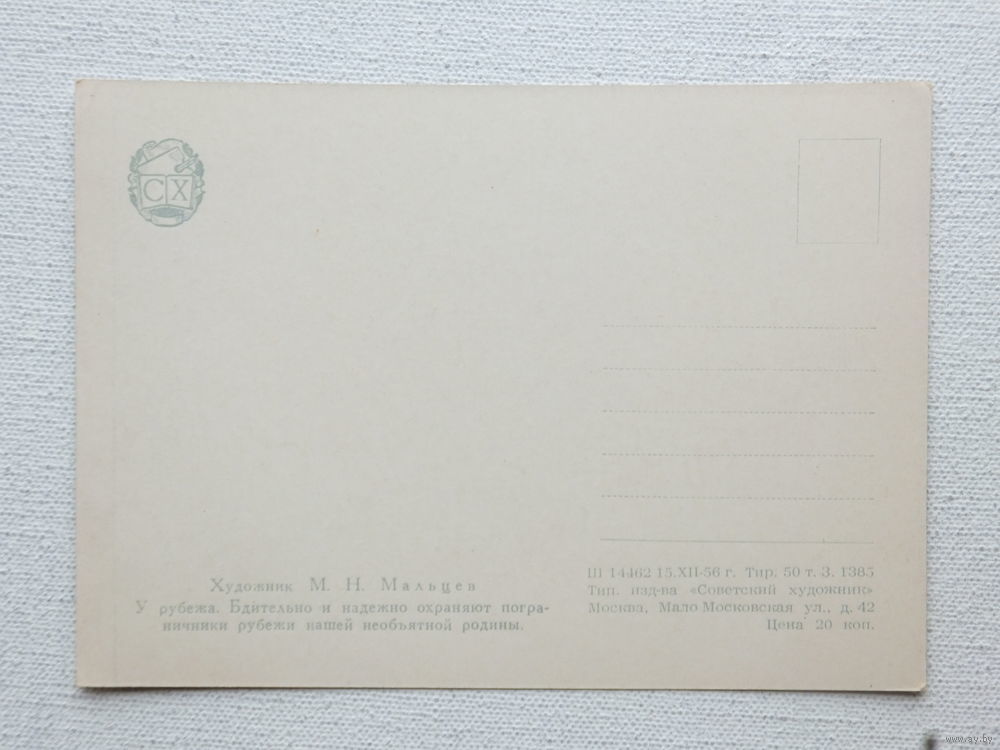 СХ
Художник М. Н. Мальцев
У рубежа. Бдительно и надежно охраняют погра-
ничники рубежи нашей необъятной родины.
Ш 14462 15.XII-56 г. Тир. 50 т. З. 1385
Тип. изд-ва «Советский художник»
Москва, Мало Московская ул., д. 42
Цена 20 коп.
www.ay.by